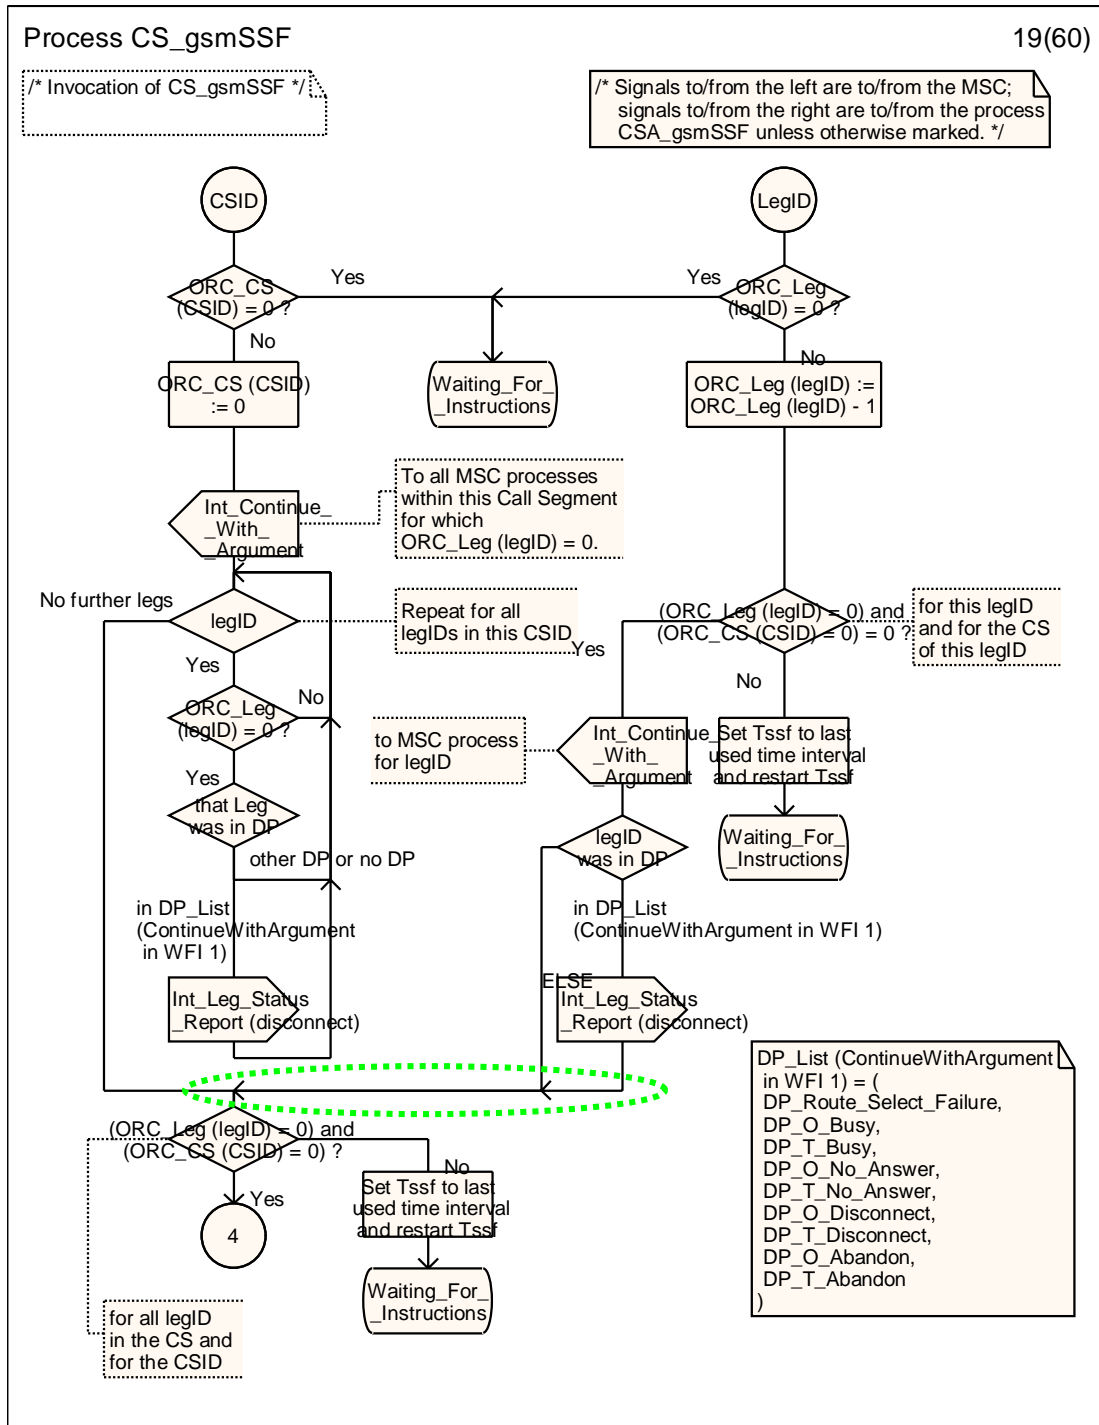 Process CS_gsmSSF
19(60)
/* Invocation of CS_gsmSSF */
/* Signals to/from the left are to/from the MSC;
signals to/from the right are to/from the process
CSA_gsmSSF unless otherwise marked. */
CSID
LegID
ORC_CS
(CSID) = 0 ?
Yes
Yes
ORC_Leg
(legID) = 0 ?
No
No
ORC_CS (CSID)
:= 0
Waiting_For_
_Instructions
ORC_Leg (legID) :=
ORC_Leg (legID) - 1
Int_Continue_
_With_
_Argument
To all MSC processes
within this Call Segment
for which
ORC_Leg (legID) = 0.
No further legs
legID
Repeat for all
legIDs in this CSID
(ORC_Leg (legID) = 0) and
(ORC_CS (CSID) = 0) = 0 ?
for this legID
and for the CS
of this legID
Yes
Yes
No
ORC_Leg
(legID) = 0 ?
No
to MSC process
for legID
Int_Continue_
_With_
_Argument
Set Tssf to last
used time interval
and restart Tssf
Yes
that Leg
was in DP
other DP or no DP
legID
was in DP
Waiting_For_
_Instructions
in DP_List
(ContinueWithArgument
in WFI 1)
in DP_List
(ContinueWithArgument in WFI 1)
ELSE
Int_Leg_Status
_Report (disconnect)
Int_Leg_Status
_Report (disconnect)
DP_List (ContinueWithArgument
in WFI 1) = (
DP_Route_Select_Failure,
DP_O_Busy,
DP_T_Busy,
DP_O_No_Answer,
DP_T_No_Answer,
DP_O_Disconnect,
DP_T_Disconnect,
DP_O_Abandon,
DP_T_Abandon
)
(ORC_Leg (legID) = 0) and
(ORC_CS (CSID) = 0) ?
No
Yes
Set Tssf to last
used time interval
and restart Tssf
4
Waiting_For_
_Instructions
for all legID
in the CS and
for the CSID